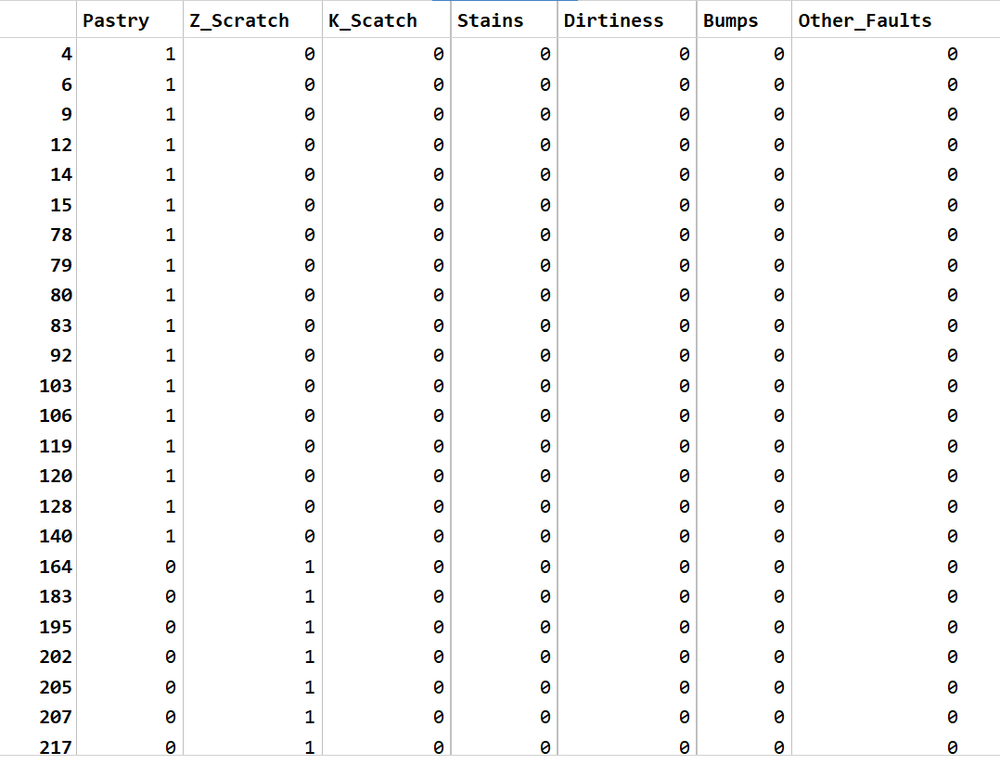 Pastry Z_Scratch K_Scatch Stains Dirtiness Bumps Other_Faults
4 1 0 0 0 0 0 0
6 1 0 0 0 0 0 0
9 1 0 0 0 0 0 0
12 1 0 0 0 0 0 0
14 1 0 0 0 0 0 0
15 1 0 0 0 0 0 0
78 1 0 0 0 0 0 0
79 1 0 0 0 0 0 0
80 1 0 0 0 0 0 0
83 1 0 0 0 0 0 0
92 1 0 0 0 0 0 0
103 1 0 0 0 0 0 0
106 1 0 0 0 0 0 0
119 1 0 0 0 0 0 0
120 1 0 0 0 0 0 0
128 1 0 0 0 0 0 0
140 1 0 0 0 0 0 0
164 0 1 0 0 0 0 0
183 0 1 0 0 0 0 0
195 0 1 0 0 0 0 0
202 0 1 0 0 0 0 0
205 0 1 0 0 0 0 0
207 0 1 0 0 0 0 0
217 0 1 0 0 0 0 0